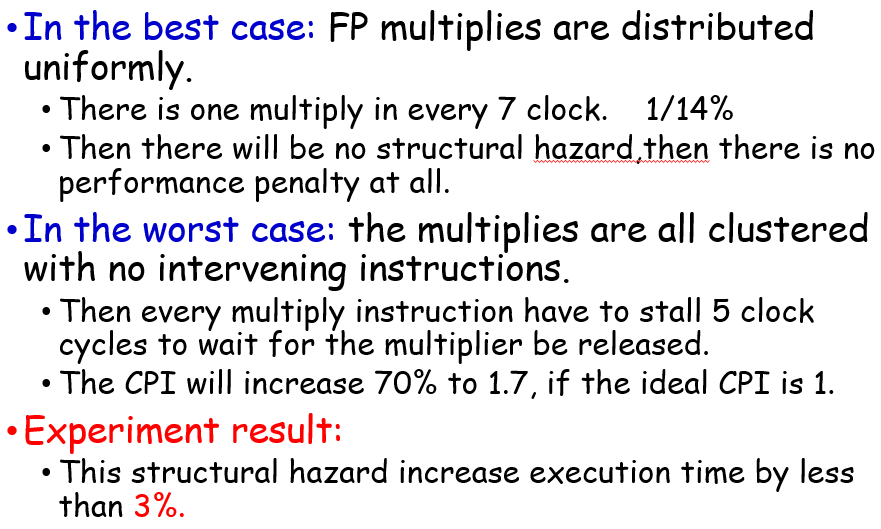 •In the best case: FP multiplies are distributed
uniformly.
• There is one multiply in every 7 clock. 1/14%
• Then there will be no structural hazard,then there is no
performance penalty at all.
•In the worst case: the multiplies are all clustered
with no intervening instructions.
• Then every multiply instruction have to stall 5 clock
cycles to wait for the multiplier be released.
• The CPI will increase 70% to 1.7, if the ideal CPI is 1.
•Experiment result:
• This structural hazard increase execution time by less
than 3%.